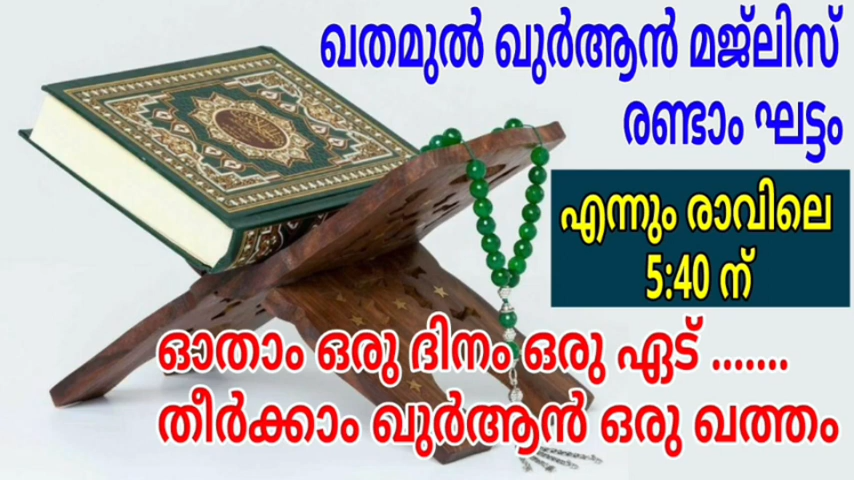 ഖതമുൽ ഖുർആൻ മജ്ലിസ്
രണ്ടാം ഘട്ടം
എന്നും രാവിലെ
5:40 ന്
ഓതാം ഒരു ദിനം ഒരു ഏട് .......
തീർക്കാം ഖുർആൻ ഒരു ഖത്തം